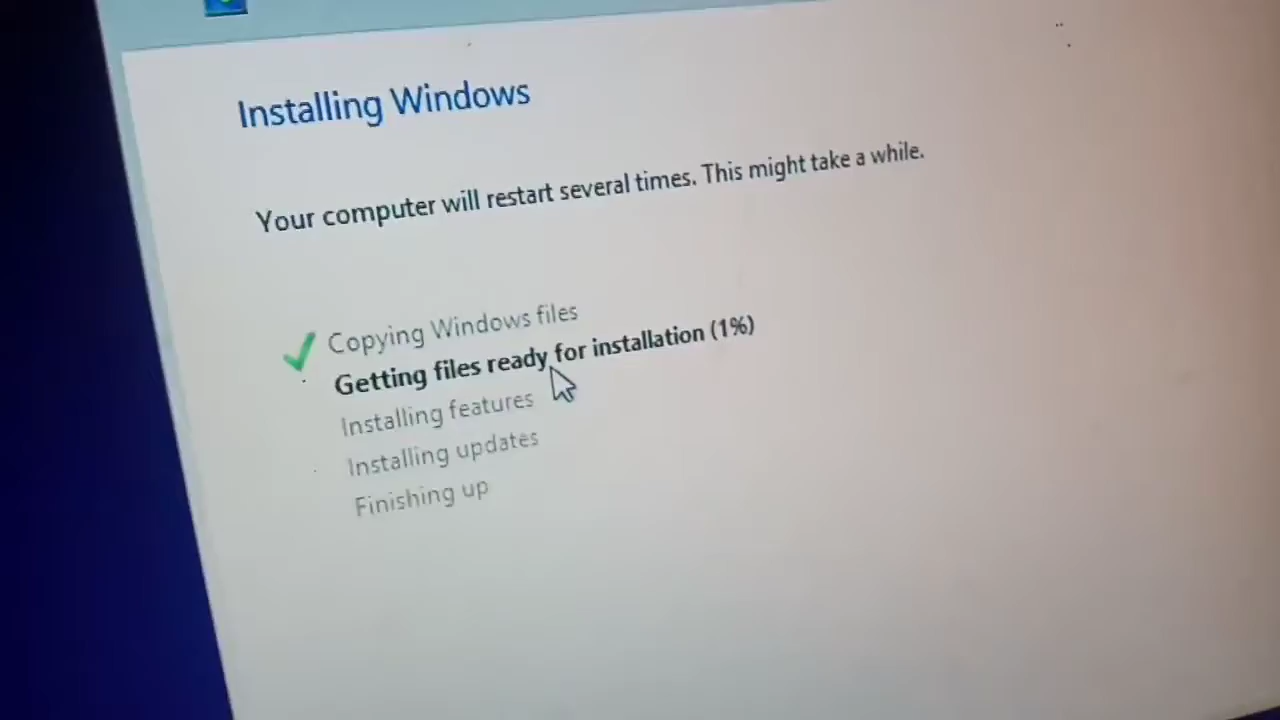 Installing Windows
Your computer will restart several times. This might take a while.
Copying Windows files
Getting files ready for installation (1%)
Installing features
Installing updates
Finishing up